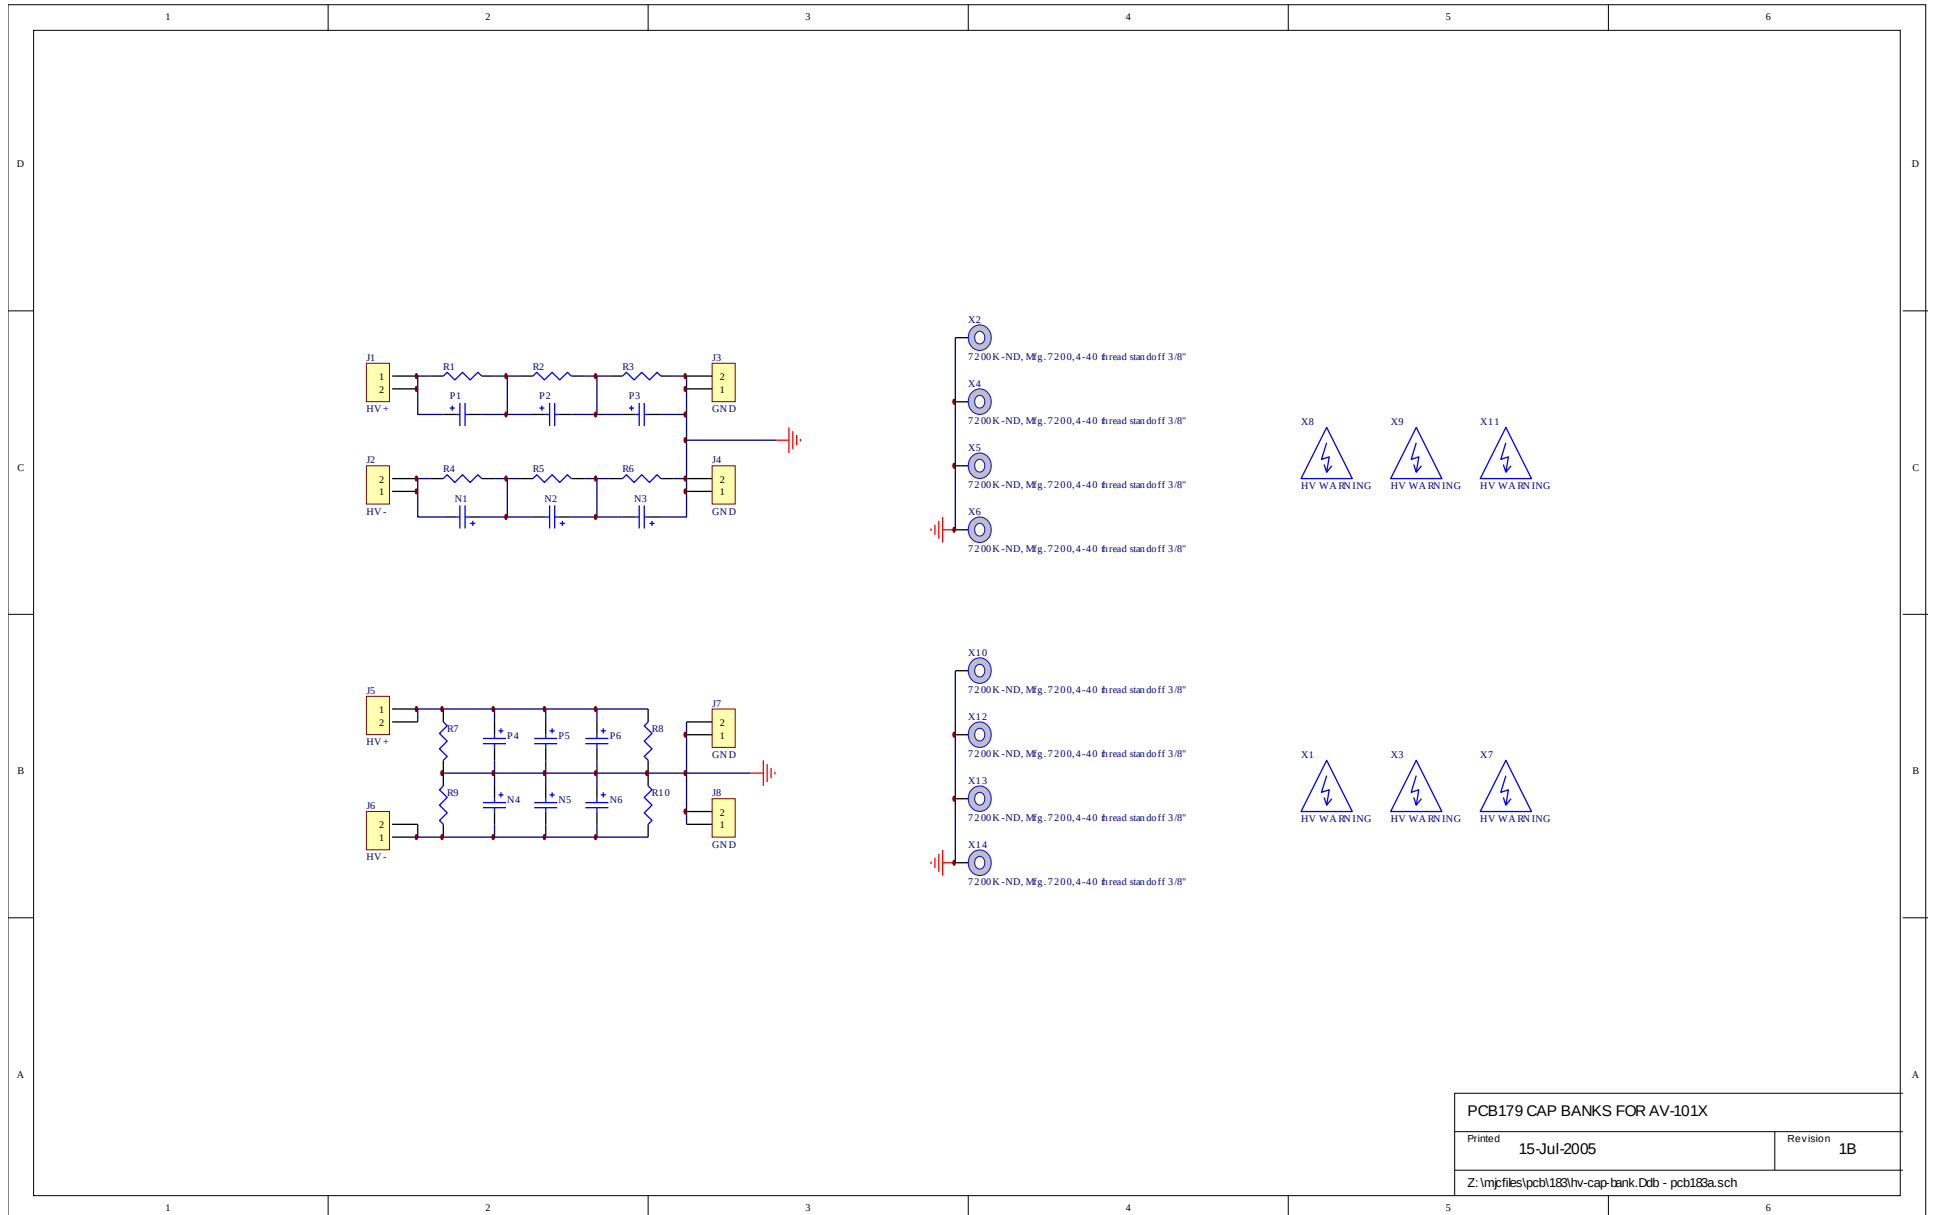 1 2 3 4 5 6
D D
X2
7200K-ND, Mfg. 7200, 4-40 thread standoff 3/8"
J1 R1 R2 R3 J3
1 2
2 1
P1 P2 P3
+ + +
HV+ GND
X4
7200K-ND, Mfg. 7200, 4-40 thread standoff 3/8"
X8 X9 X11
HV WARNING HV WARNING HV WARNING
C C
J2 R4 R5 R6 J4
2 2
1 1
N1 N2 N3
+ + +
HV- GND
X5
7200K-ND, Mfg. 7200, 4-40 thread standoff 3/8"
X6
7200K-ND, Mfg. 7200, 4-40 thread standoff 3/8"
X10
7200K-ND, Mfg. 7200, 4-40 thread standoff 3/8"
J5 J7
1 2
2 1
R7 + P4 + P5 + P6 R8
HV+ GND
X12
7200K-ND, Mfg. 7200, 4-40 thread standoff 3/8"
X1 X3 X7
HV WARNING HV WARNING HV WARNING
B B
R9 + N4 + N5 + N6 R10
J6 J8
2 2
1 1
HV- GND
X13
7200K-ND, Mfg. 7200, 4-40 thread standoff 3/8"
X14
7200K-ND, Mfg. 7200, 4-40 thread standoff 3/8"
A A
PCB179 CAP BANKS FOR AV-101X
Printed 15-Jul-2005 Revision 1B
Z:\mjcfiles\pcb\183\hv-cap-bank.Ddb - pcb183a.sch
1 2 3 4 5 6